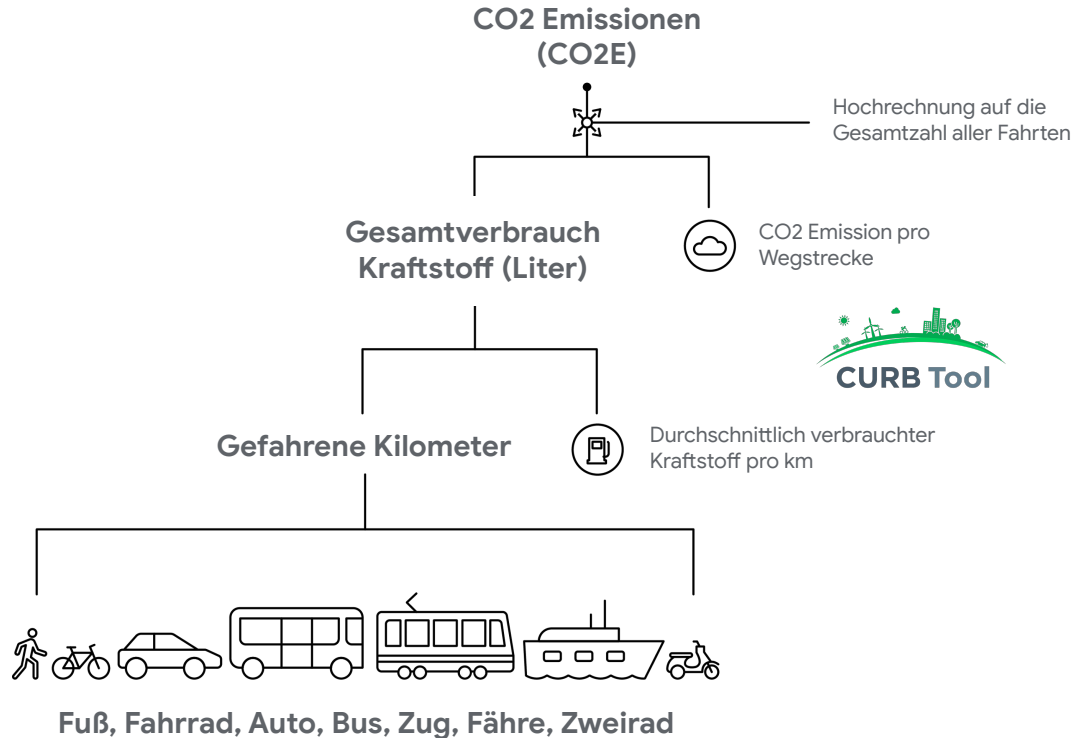 CO2 Emissionen
(CO2E)
Hochrechnung auf die
Gesamtzahl aller Fahrten
Gesamtverbrauch
Kraftstoff (Liter)
CO2 Emission pro
Wegstrecke
CURB Tool
Gefahrene Kilometer
Durchschnittlich verbrauchter
Kraftstoff pro km
Fuß, Fahrrad, Auto, Bus, Zug, Fähre, Zweirad